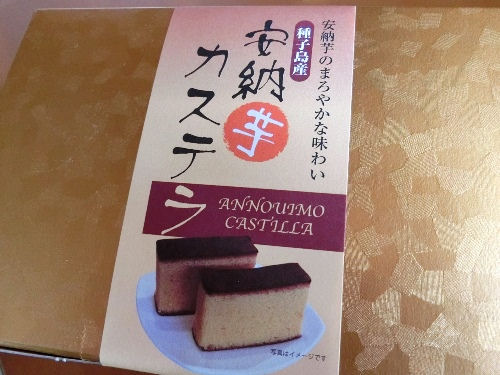 安納芋のまろやかな味わい
種子島産
安納
芋
カステラ
ANNOUIMO
CASTILLA
写真はイメージです